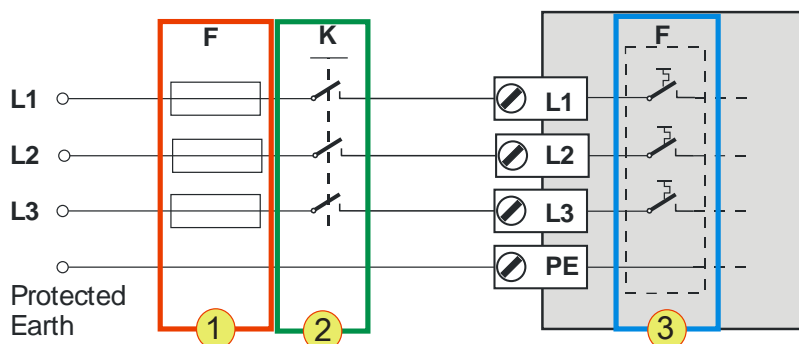 F K F
L1 L1
L2 L2
L3 L3
PE
Protected
Earth
1 2 3